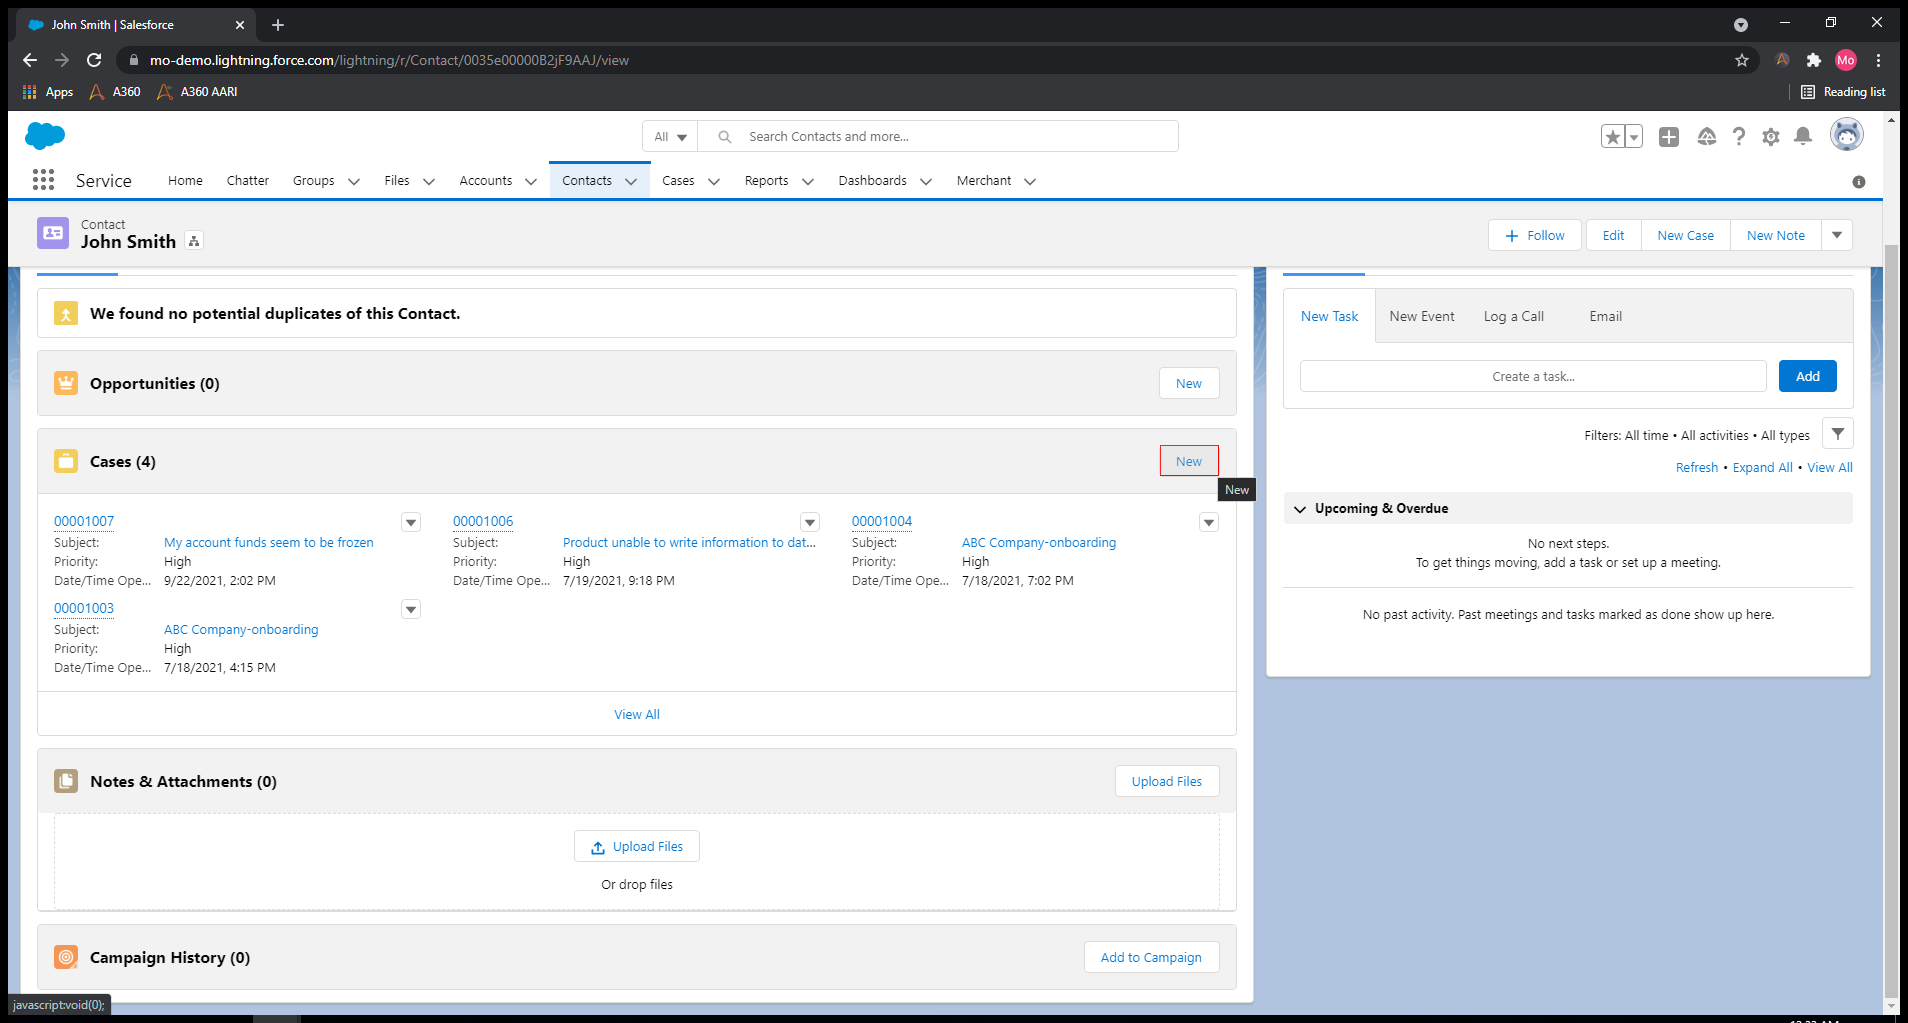 John Smith | Salesforce
mo-demo.lightning.force.com/lightning/r/Contact/0035e00000B2jF9AAJ/view
Mo
Apps A360 A360 AARI Reading list
All Search Contacts and more...
Service Home Chatter Groups Files Accounts Contacts Cases Reports Dashboards Merchant
Contact
John Smith
Follow Edit New Case New Note
We found no potential duplicates of this Contact.
Opportunities (0) New
Cases (4) New
New
00001007 00001006 00001004
Subject: My account funds seem to be frozen Subject: Product unable to write information to dat... Subject: ABC Company-onboarding
Priority: High Priority: High Priority: High
Date/Time Ope... 9/22/2021, 2:02 PM Date/Time Ope... 7/19/2021, 9:18 PM Date/Time Ope... 7/18/2021, 7:02 PM
00001003
Subject: ABC Company-onboarding
Priority: High
Date/Time Ope... 7/18/2021, 4:15 PM
View All
Notes & Attachments (0) Upload Files
Upload Files
Or drop files
Campaign History (0) Add to Campaign
New Task New Event Log a Call Email
Create a task... Add
Filters: All time • All activities • All types
Refresh • Expand All • View All
Upcoming & Overdue
No next steps.
To get things moving, add a task or set up a meeting.
No past activity. Past meetings and tasks marked as done show up here.
javascript:void(0);